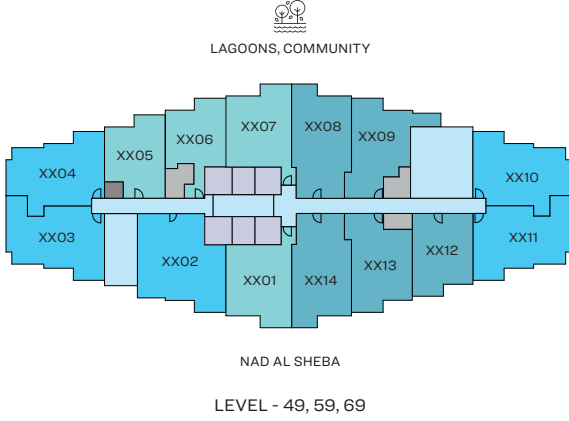 LAGOONS, COMMUNITY
XX07 XX08
XX06 XX09
XX05
XX04 XX10
XX03 XX11
XX02 XX12
XX01 XX14 XX13
NAD AL SHEBA
LEVEL - 49, 59, 69